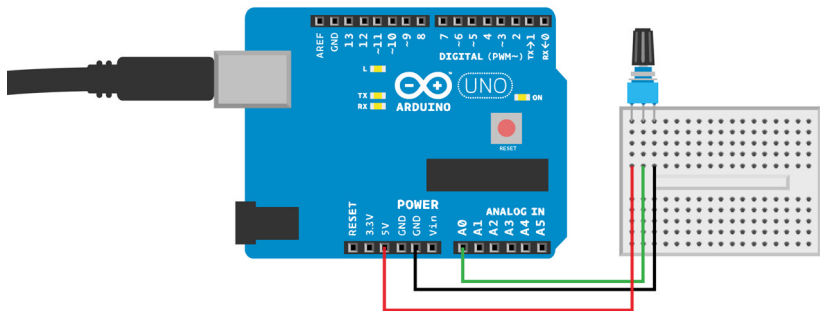 AREF GND 13 12 ~11 ~10 ~9 8 7 ~6 ~5 4 ~3 2 TX→1 RX←0
DIGITAL (PWM~)
L
TX
RX
UNO
ARDUINO
ON
RESET
POWER
ANALOG IN
RESET 3.3V 5V GND GND Vin A0 A1 A2 A3 A4 A5